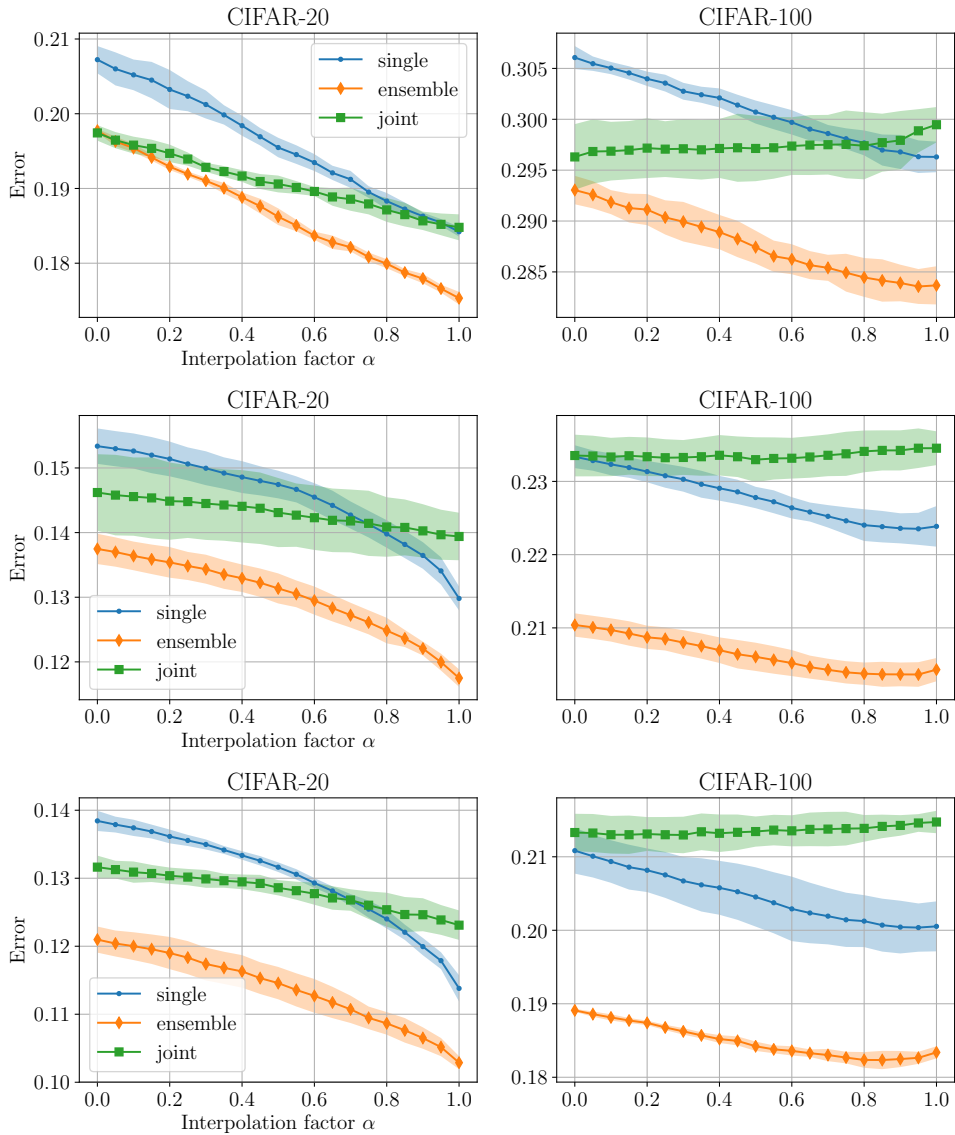 CIFAR-20
CIFAR-100
0.21
0.20
0.19
0.18
Error
single
ensemble
joint
0.305
0.300
0.295
0.290
0.285
0.0 0.2 0.4 0.6 0.8 1.0
Interpolation factor α
0.0 0.2 0.4 0.6 0.8 1.0
CIFAR-20
CIFAR-100
0.15
0.14
0.13
0.12
Error
single
ensemble
joint
0.23
0.22
0.21
0.0 0.2 0.4 0.6 0.8 1.0
Interpolation factor α
0.0 0.2 0.4 0.6 0.8 1.0
CIFAR-20
CIFAR-100
0.14
0.13
0.12
0.11
0.10
Error
single
ensemble
joint
0.21
0.20
0.19
0.18
0.0 0.2 0.4 0.6 0.8 1.0
Interpolation factor α
0.0 0.2 0.4 0.6 0.8 1.0